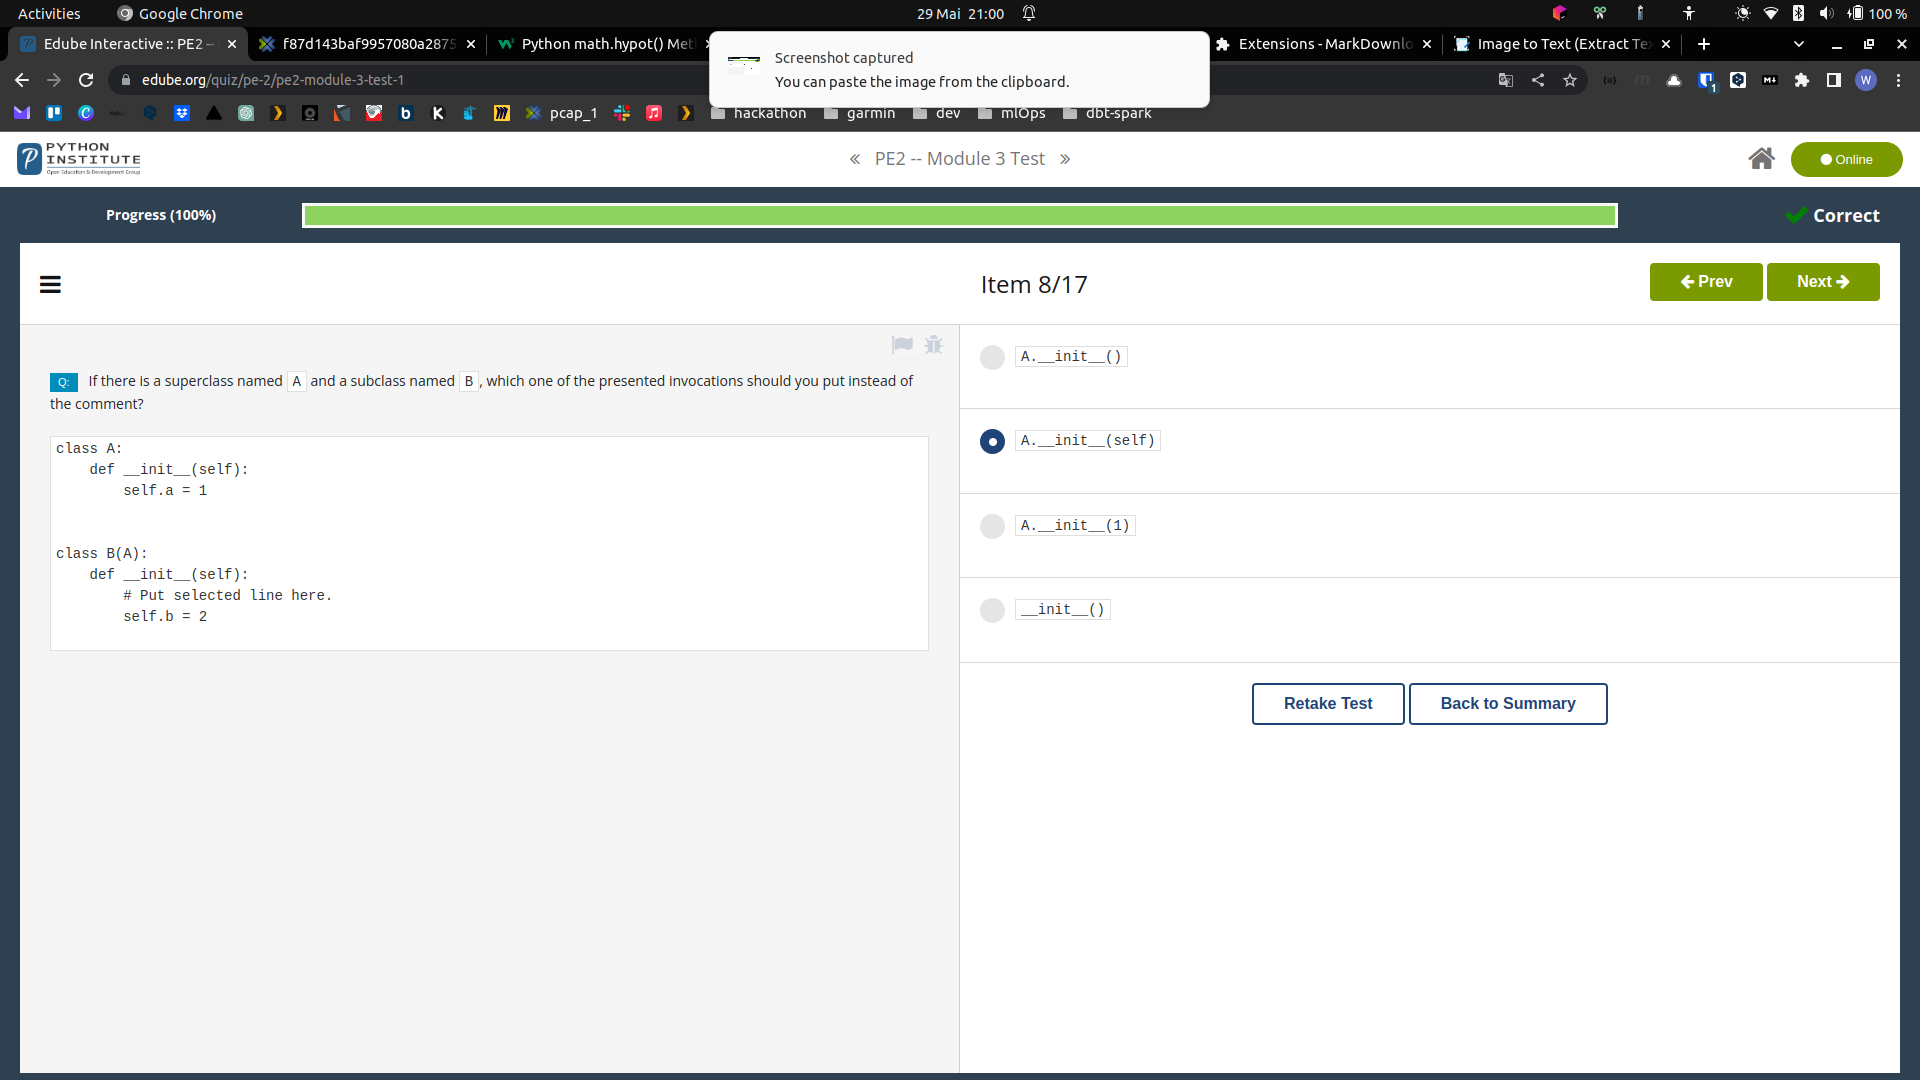 Activities
Google Chrome
29 Mai 21:00
100 %
Edube Interactive :: PE2 –
f87d143baf9957080a2875
Python math.hypot() Met
Extensions - MarkDownlo
Image to Text (Extract Te
edube.org/quiz/pe-2/pe2-module-3-test-1
Screenshot captured
You can paste the image from the clipboard.
pcap_1
hackathon
garmin
dev
mlOps
dbt-spark
PYTHON
INSTITUTE
Open Education & Development Group
« PE2 -- Module 3 Test »
Online
Progress (100%)
Correct
Item 8/17
Prev
Next
Q: If there is a superclass named A and a subclass named B , which one of the presented invocations should you put instead of
the comment?
class A:
    def __init__(self):
        self.a = 1
class B(A):
    def __init__(self):
        # Put selected line here.
        self.b = 2
A.__init__()
A.__init__(self)
A.__init__(1)
__init__()
Retake Test
Back to Summary